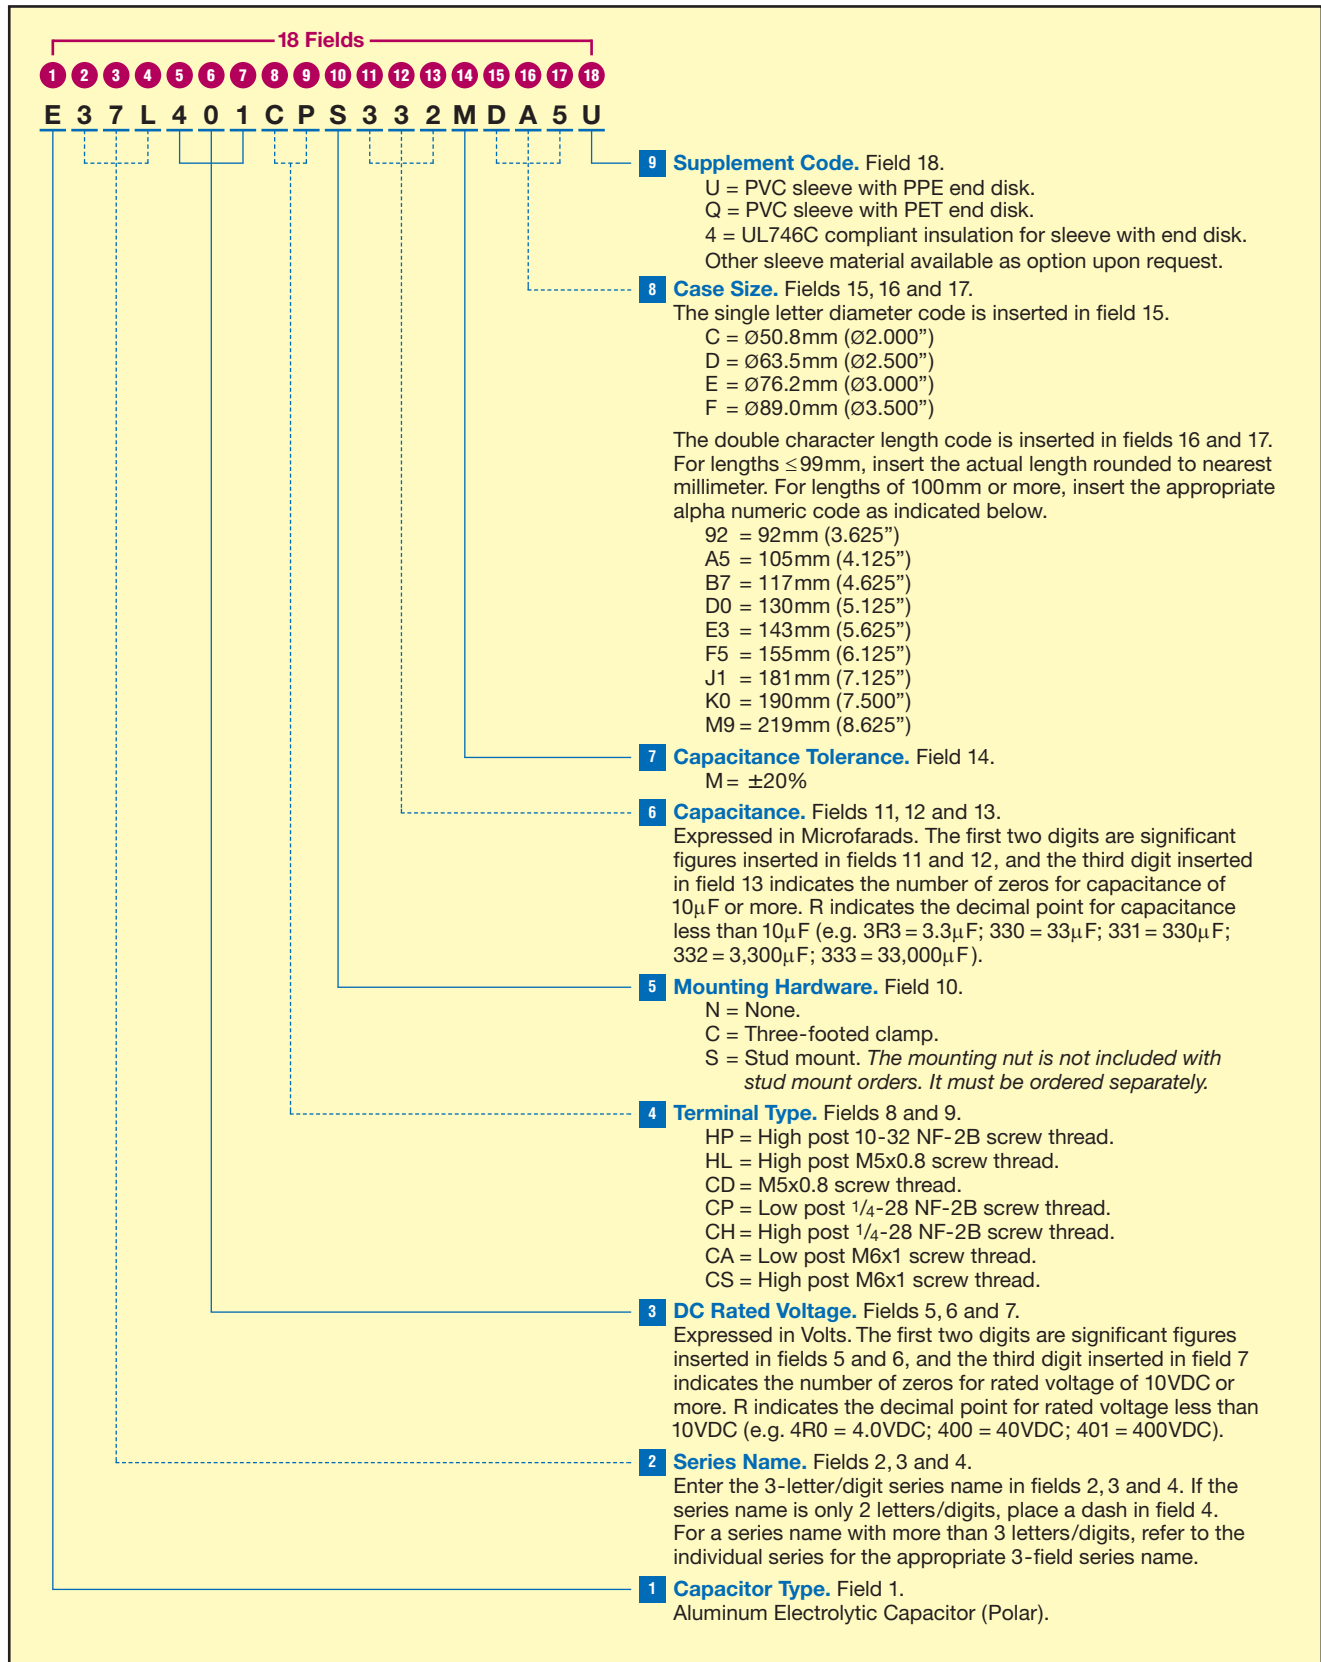 18 Fields
1 2 3 4 5 6 7 8 9 10 11 12 13 14 15 16 17 18
E 3 7 L 4 0 1 C P S 3 3 2 M D A 5 U
9 Supplement Code. Field 18.
U = PVC sleeve with PPE end disk.
Q = PVC sleeve with PET end disk.
4 = UL746C compliant insulation for sleeve with end disk.
Other sleeve material available as option upon request.
8 Case Size. Fields 15, 16 and 17.
The single letter diameter code is inserted in field 15.
C = Ø50.8mm (Ø2.000”)
D = Ø63.5mm (Ø2.500”)
E = Ø76.2mm (Ø3.000”)
F = Ø89.0mm (Ø3.500”)
The double character length code is inserted in fields 16 and 17.
For lengths ≤99mm, insert the actual length rounded to nearest
millimeter. For lengths of 100mm or more, insert the appropriate
alpha numeric code as indicated below.
92 = 92mm (3.625”)
A5 = 105mm (4.125”)
B7 = 117mm (4.625”)
D0 = 130mm (5.125”)
E3 = 143mm (5.625”)
F5 = 155mm (6.125”)
J1 = 181mm (7.125”)
K0 = 190mm (7.500”)
M9 = 219mm (8.625”)
7 Capacitance Tolerance. Field 14.
M = ±20%
6 Capacitance. Fields 11, 12 and 13.
Expressed in Microfarads. The first two digits are significant
figures inserted in fields 11 and 12, and the third digit inserted
in field 13 indicates the number of zeros for capacitance of
10µF or more. R indicates the decimal point for capacitance
less than 10µF (e.g. 3R3 = 3.3µF; 330 = 33µF; 331 = 330µF;
332 = 3,300µF; 333 = 33,000µF).
5 Mounting Hardware. Field 10.
N = None.
C = Three-footed clamp.
S = Stud mount. The mounting nut is not included with
stud mount orders. It must be ordered separately.
4 Terminal Type. Fields 8 and 9.
HP = High post 10-32 NF-2B screw thread.
HL = High post M5x0.8 screw thread.
CD = M5x0.8 screw thread.
CP = Low post 1/4-28 NF-2B screw thread.
CH = High post 1/4-28 NF-2B screw thread.
CA = Low post M6x1 screw thread.
CS = High post M6x1 screw thread.
3 DC Rated Voltage. Fields 5, 6 and 7.
Expressed in Volts. The first two digits are significant figures
inserted in fields 5 and 6, and the third digit inserted in field 7
indicates the number of zeros for rated voltage of 10VDC or
more. R indicates the decimal point for rated voltage less than
10VDC (e.g. 4R0 = 4.0VDC; 400 = 40VDC; 401 = 400VDC).
2 Series Name. Fields 2, 3 and 4.
Enter the 3-letter/digit series name in fields 2, 3 and 4. If the
series name is only 2 letters/digits, place a dash in field 4.
For a series name with more than 3 letters/digits, refer to the
individual series for the appropriate 3-field series name.
1 Capacitor Type. Field 1.
Aluminum Electrolytic Capacitor (Polar).